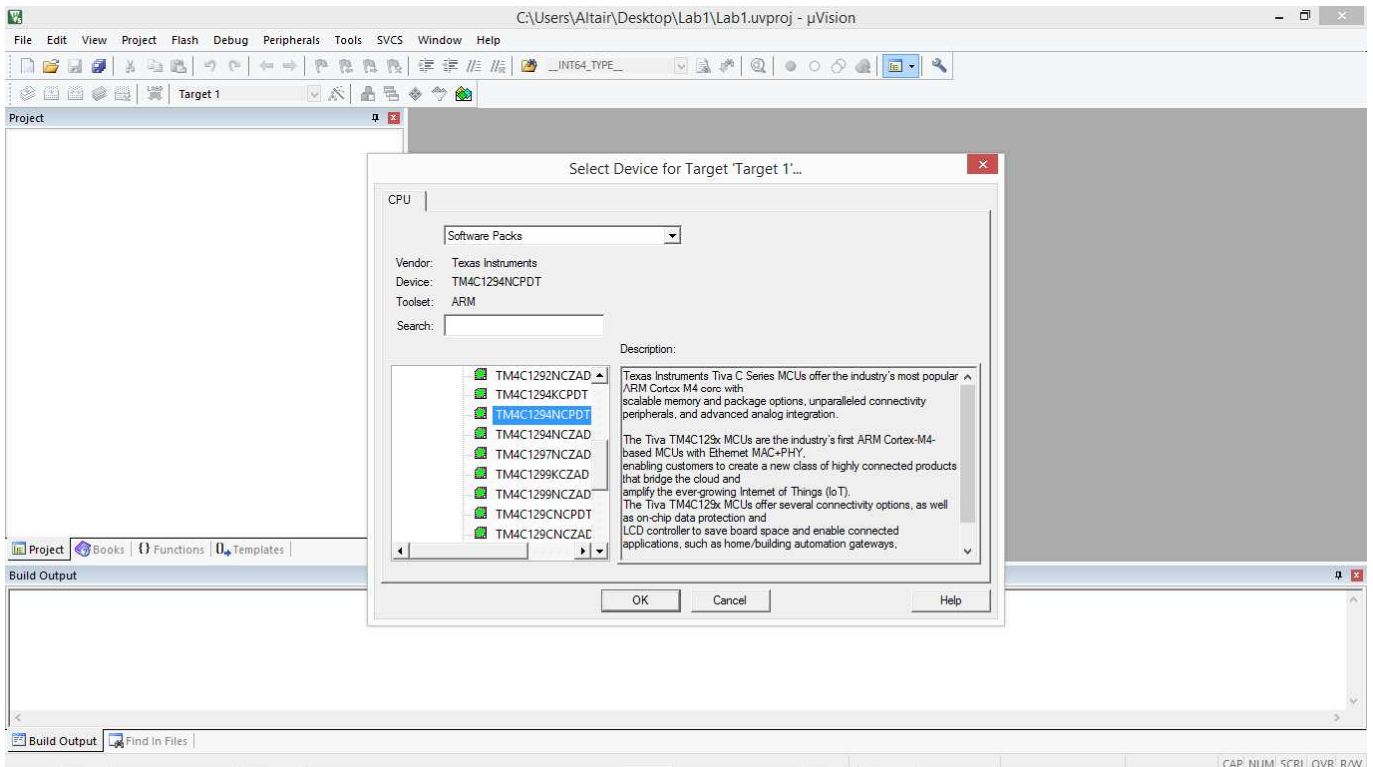 C:\Users\Altair\Desktop\Lab1\Lab1.uvproj - µVision
File Edit View Project Flash Debug Peripherals Tools SVCS Window Help
__INT64_TYPE__
Target 1
Project
Select Device for Target 'Target 1'...
CPU
Software Packs
Vendor: Texas Instruments
Device: TM4C1294NCPDT
Toolset: ARM
Search:
Description:
TM4C1292NCZAD
TM4C1294KCPDT
TM4C1294NCPDT
TM4C1294NCZAD
TM4C1297NCZAD
TM4C1299KCZAD
TM4C1299NCZAD
TM4C129CNCPDT
TM4C129CNCZAD
Texas Instruments Tiva C Series MCUs offer the industry's most popular
ARM Cortex M4 core with
scalable memory and package options, unparalleled connectivity
peripherals, and advanced analog integration.
The Tiva TM4C129x MCUs are the industry's first ARM Cortex-M4-
based MCUs with Ethernet MAC+PHY,
enabling customers to create a new class of highly connected products
that bridge the cloud and
amplify the ever-growing Internet of Things (IoT).
The Tiva TM4C129x MCUs offer several connectivity options, as well
as on-chip data protection and
LCD controller to save board space and enable connected
applications, such as home/building automation gateways,
OK Cancel Help
Project Books {} Functions 0 Templates
Build Output
Build Output Find In Files
CAP NUM SCRL OVR R/W